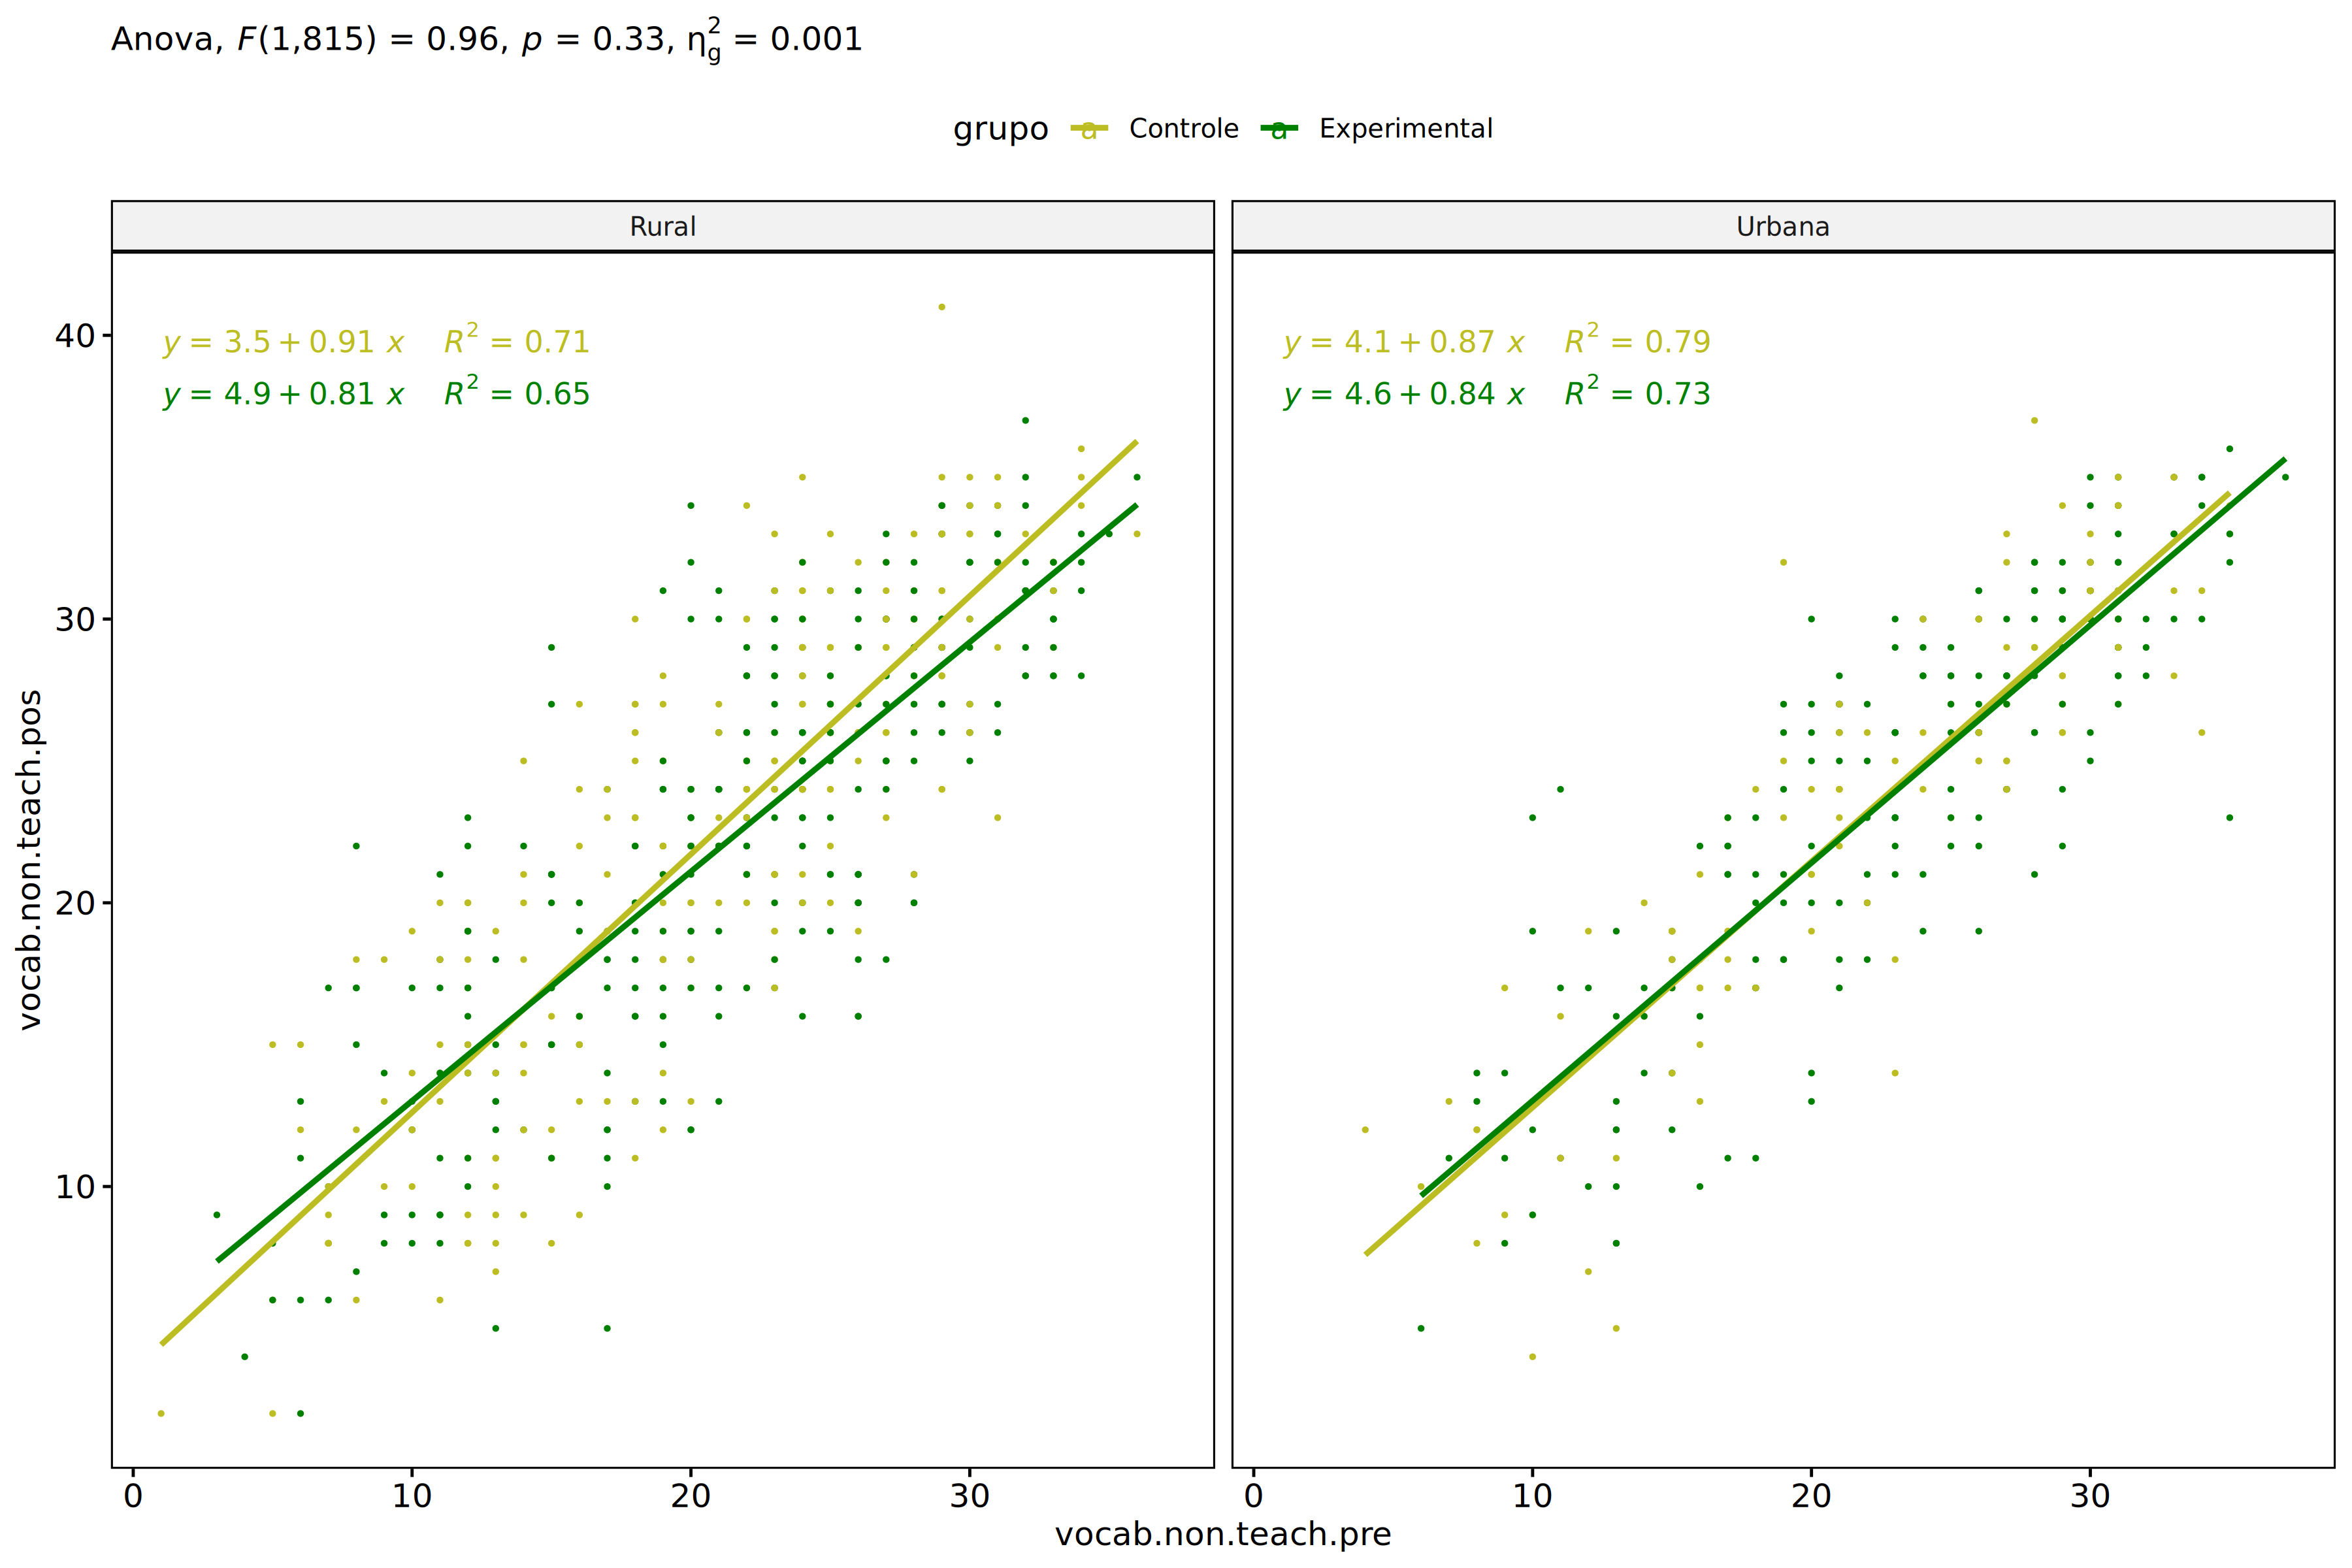 Anova, F(1,815) = 0.96, p = 0.33, η²g = 0.001
grupo a Controle a Experimental
Rural
Urbana
y = 3.5 + 0.91 x R² = 0.71
y = 4.9 + 0.81 x R² = 0.65
y = 4.1 + 0.87 x R² = 0.79
y = 4.6 + 0.84 x R² = 0.73
40
30
20
10
vocab.non.teach.pos
0 10 20 30
0 10 20 30
vocab.non.teach.pre